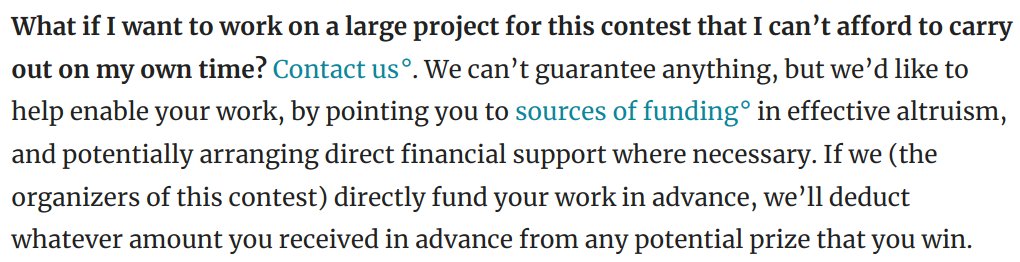 What if I want to work on a large project for this contest that I can’t afford to carry
out on my own time? Contact us°. We can’t guarantee anything, but we’d like to
help enable your work, by pointing you to sources of funding° in effective altruism,
and potentially arranging direct financial support where necessary. If we (the
organizers of this contest) directly fund your work in advance, we’ll deduct
whatever amount you received in advance from any potential prize that you win.